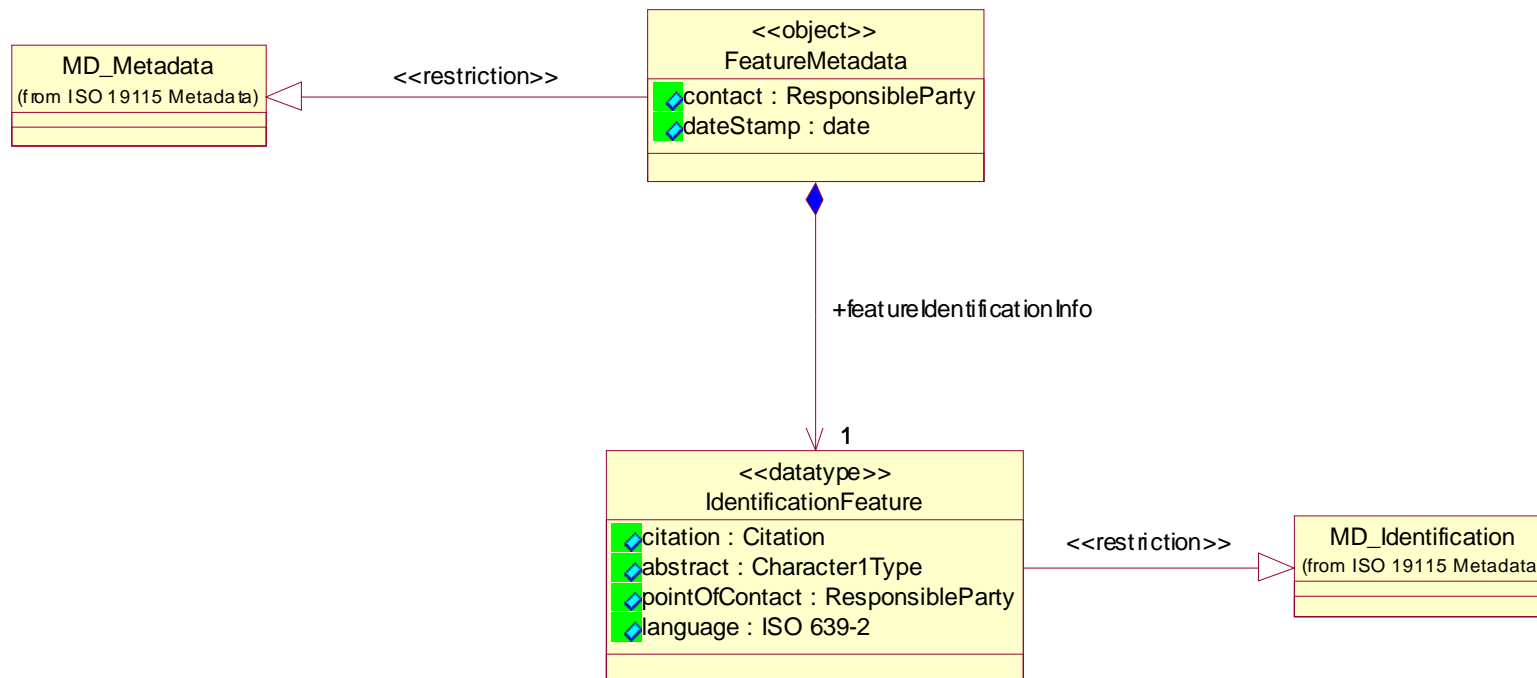 MD_Metadata
(from ISO 19115 Metadata)
<<restriction>>
<<object>>
FeatureMetadata
contact : ResponsibleParty
dateStamp : date
+featureIdentificationInfo
1
<<datatype>>
IdentificationFeature
citation : Citation
abstract : Character1Type
pointOfContact : ResponsibleParty
language : ISO 639-2
<<restriction>>
MD_Identification
(from ISO 19115 Metadata